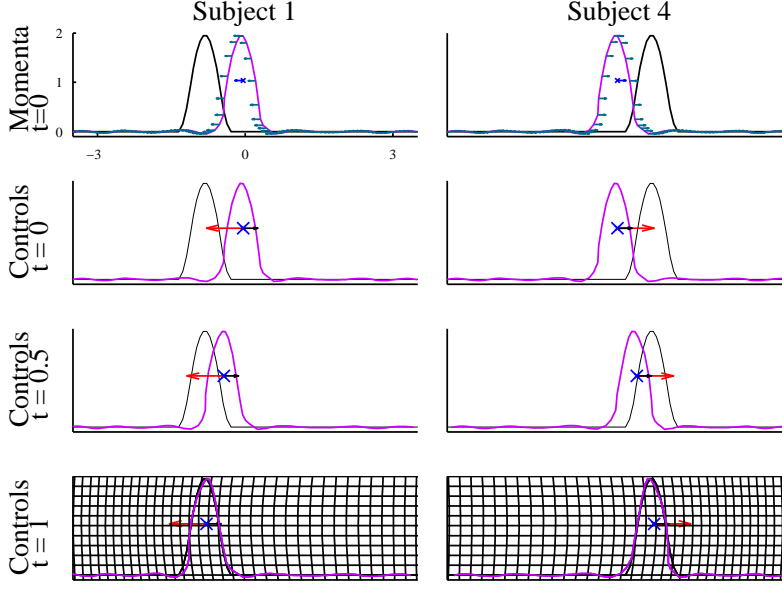 Subject 1
Subject 4
Momenta
t=0
2
1
0
−3
0
3
Controls
t = 0
Controls
t = 0.5
Controls
t = 1